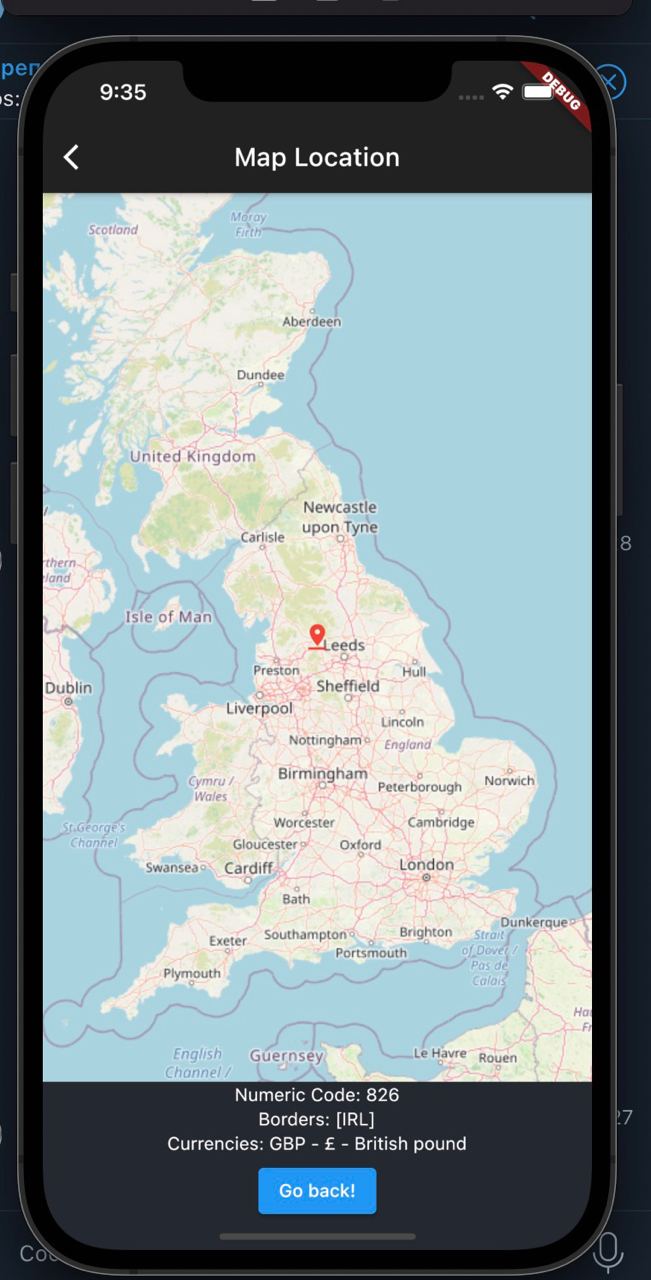 9:35
DEBUG
Map Location
Scotland
Moray
Firth
Aberdeen
Dundee
United Kingdom
Newcastle
upon Tyne
Carlisle
Isle of Man
Leeds
Preston
Hull
Dublin
Sheffield
Liverpool
Lincoln
Nottingham
England
Birmingham
Cymru /
Wales
Peterborough
Norwich
Worcester
Cambridge
St George's
Channel
Gloucester
Oxford
Swansea
Cardiff
London
Bath
Dunkerque
Southampton
Brighton
Strait
of Dover /
Pas de
Calais
Exeter
Portsmouth
Plymouth
English
Channel /
Guernsey
Le Havre
Rouen
Numeric Code: 826
Borders: [IRL]
Currencies: GBP - £ - British pound
Go back!